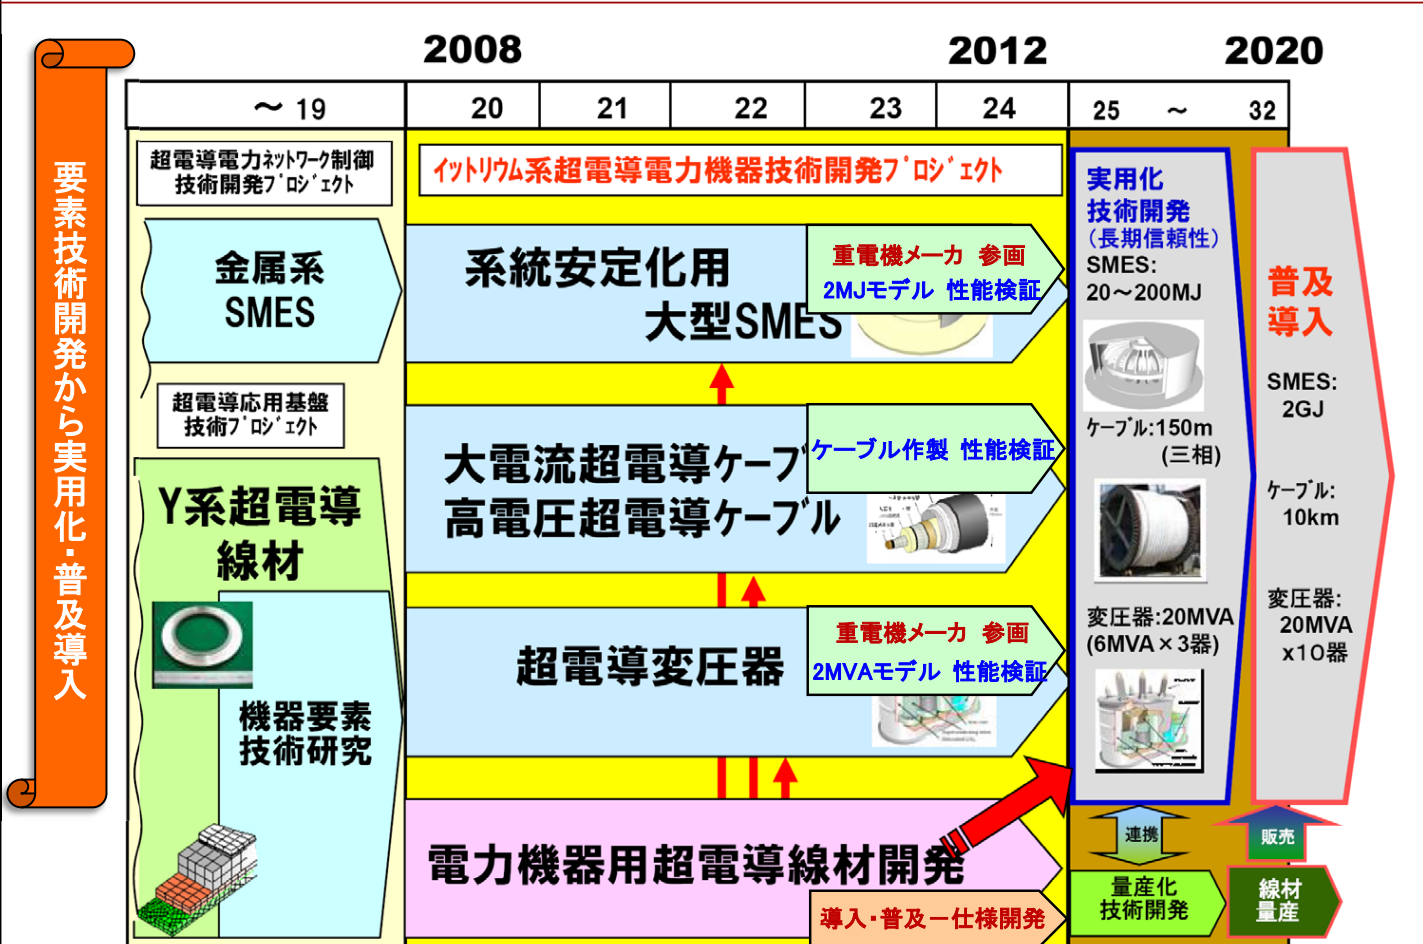 2008
2012
2020
～ 19
20
21
22
23
24
25 ～ 32
要素技術開発から実用化・普及導入
超電導電力ネットワーク制御
技術開発プロジェクト
イットリウム系超電導電力機器技術開発プロジェクト
金属系
SMES
系統安定化用
大型SMES
重電機メーカ 参画
2MJモデル 性能検証
超電導応用基盤
技術プロジェクト
Y系超電導
線材
機器要素
技術研究
大電流超電導ケーブ
高電圧超電導ケーブル
ケーブル作製 性能検証
超電導変圧器
重電機メーカ 参画
2MVAモデル 性能検証
電力機器用超電導線材開発
導入・普及－仕様開発
実用化
技術開発
（長期信頼性）
SMES:
20～200MJ
ケーブル:150m
(三相)
変圧器:20MVA
(6MVA×3器)
普及
導入
SMES:
2GJ
ケーブル:
10km
変圧器:
20MVA
x10器
連携
販売
量産化
技術開発
線材
量産